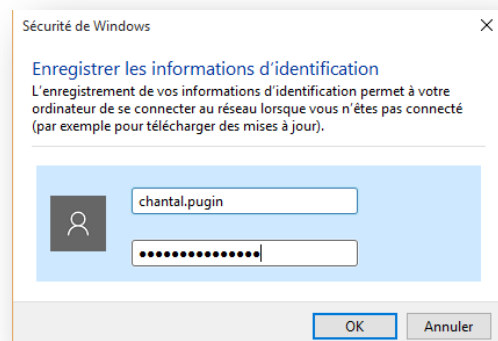 Sécurité de Windows
Enregistrer les informations d'identification
L'enregistrement de vos informations d'identification permet à votre
ordinateur de se connecter au réseau lorsque vous n'êtes pas connecté
(par exemple pour télécharger des mises à jour).
chantal.pugin
●●●●●●●●●●●●●●●
OK Annuler